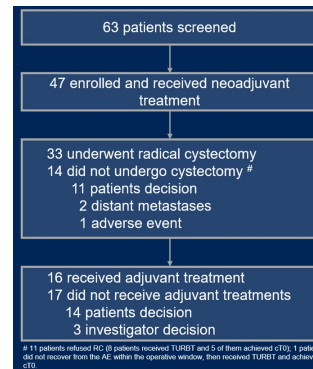 63 patients screened
47 enrolled and received neoadjuvant
treatment
33 underwent radical cystectomy
14 did not undergo cystectomy #
11 patients decision
2 distant metastases
1 adverse event
16 received adjuvant treatment
17 did not receive adjuvant treatments
14 patients decision
3 investigator decision
# 11 patients refused RC (8 patients received TURBT and 5 of them achieved cT0); 1 patie
did not recover from the AE within the operative window, then received TURBT and achiev
cT0.